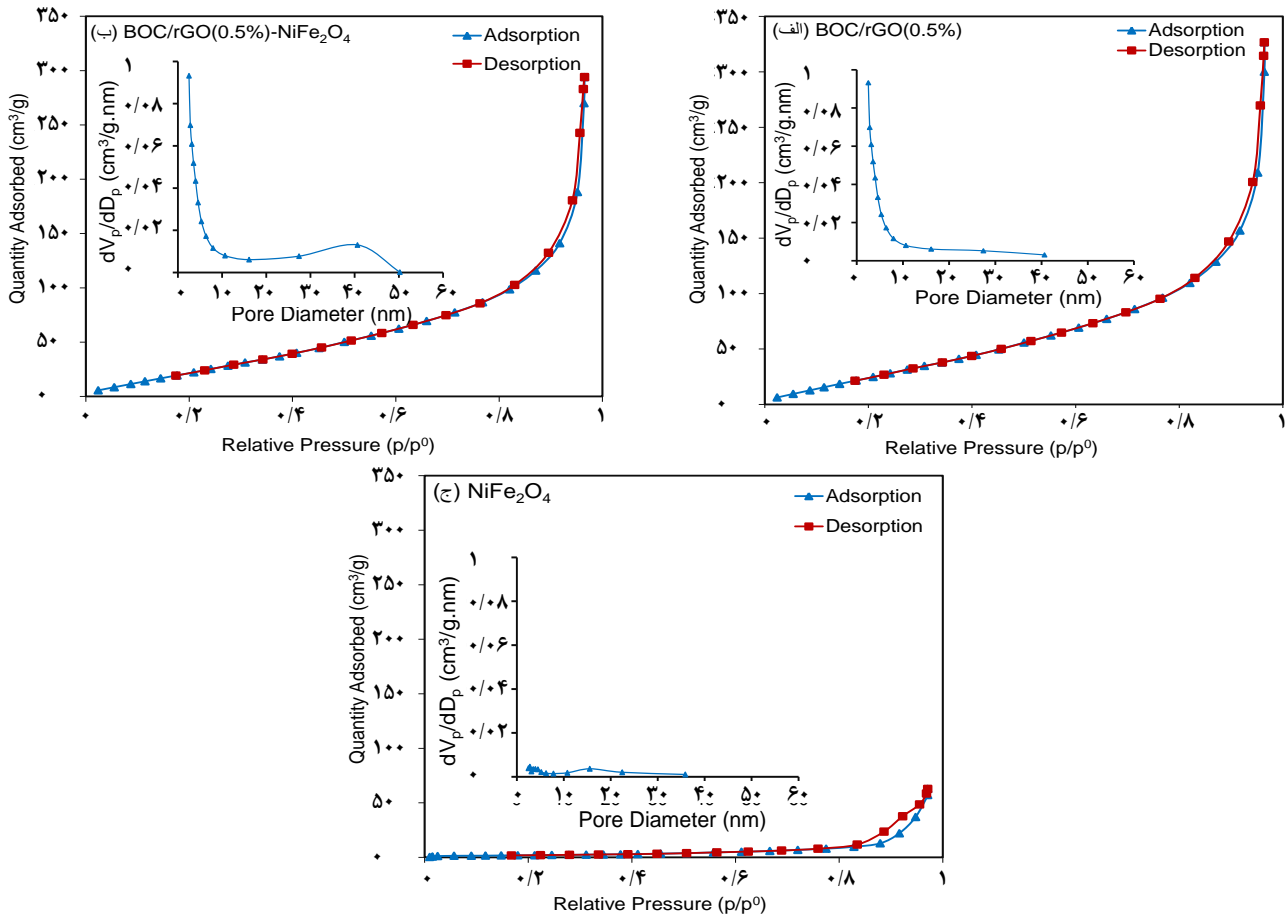 (الف) BOC/rGO(0.5%)
Adsorption
Desorption
Quantity Adsorbed (cm³/g)
۳۵۰
۳۰۰
۲۵۰
۲۰۰
۱۵۰
۱۰۰
۵۰
۰
dVₚ/dDₚ (cm³/g.nm)
۱
۰/۰۸
۰/۰۶
۰/۰۴
۰/۰۲
۰
۰ ۱۰ ۲۰ ۳۰ ۴۰ ۵۰ ۶۰
Pore Diameter (nm)
۰ ۰/۲ ۰/۴ ۰/۶ ۰/۸ ۱
Relative Pressure (p/p⁰)
(ب) BOC/rGO(0.5%)-NiFe₂O₄
Adsorption
Desorption
Quantity Adsorbed (cm³/g)
۳۵۰
۳۰۰
۲۵۰
۲۰۰
۱۵۰
۱۰۰
۵۰
۰
dVₚ/dDₚ (cm³/g.nm)
۱
۰/۰۸
۰/۰۶
۰/۰۴
۰/۰۲
۰
۰ ۱۰ ۲۰ ۳۰ ۴۰ ۵۰ ۶۰
Pore Diameter (nm)
۰ ۰/۲ ۰/۴ ۰/۶ ۰/۸ ۱
Relative Pressure (p/p⁰)
(ج) NiFe₂O₄
Adsorption
Desorption
Quantity Adsorbed (cm³/g)
۳۵۰
۳۰۰
۲۵۰
۲۰۰
۱۵۰
۱۰۰
۵۰
۰
dVₚ/dDₚ (cm³/g.nm)
۱
۰/۰۸
۰/۰۶
۰/۰۴
۰/۰۲
۰
۰ ۱۰ ۲۰ ۳۰ ۴۰ ۵۰ ۶۰
Pore Diameter (nm)
۰ ۰/۲ ۰/۴ ۰/۶ ۰/۸ ۱
Relative Pressure (p/p⁰)